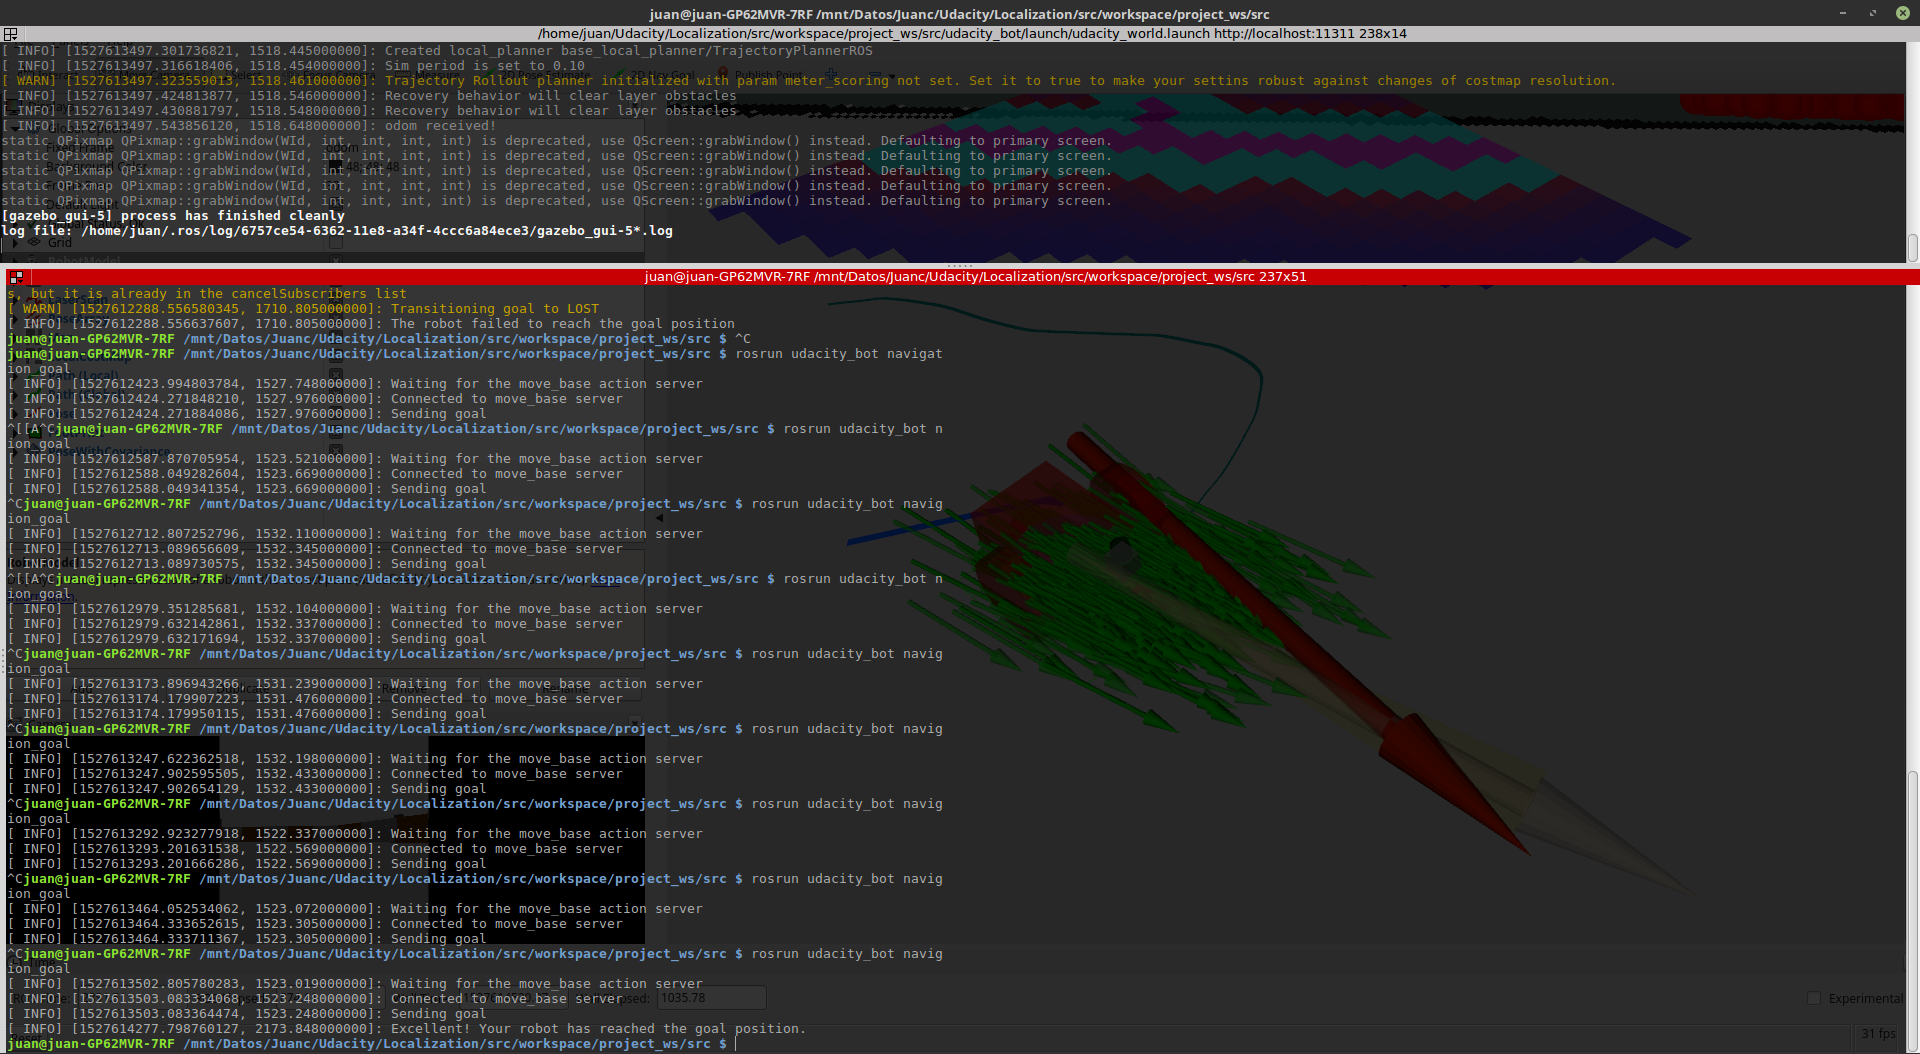 juan@juan-GP62MVR-7RF /mnt/Datos/Juanc/Udacity/Localization/src/workspace/project_ws/src
/home/juan/Udacity/Localization/src/workspace/project_ws/src/udacity_bot/launch/udacity_world.launch http://localhost:11311 238x14
[ INFO] [1527613497.301736821, 1518.445000000]: Created local_planner base_local_planner/TrajectoryPlannerROS
[ INFO] [1527613497.316618406, 1518.454000000]: Sim period is set to 0.10
[ WARN] [1527613497.323559013, 1518.461000000]: Trajectory Rollout planner initialized with param meter_scoring not set. Set it to true to make your settins robust against changes of costmap resolution.
[ INFO] [1527613497.424813877, 1518.546000000]: Recovery behavior will clear layer obstacles
[ INFO] [1527613497.430881797, 1518.548000000]: Recovery behavior will clear layer obstacles
[ INFO] [1527613497.543856120, 1518.648000000]: odom received!
static QPixmap QPixmap::grabWindow(WId, int, int, int, int) is deprecated, use QScreen::grabWindow() instead. Defaulting to primary screen.
static QPixmap QPixmap::grabWindow(WId, int, int, int, int) is deprecated, use QScreen::grabWindow() instead. Defaulting to primary screen.
static QPixmap QPixmap::grabWindow(WId, int, int, int, int) is deprecated, use QScreen::grabWindow() instead. Defaulting to primary screen.
static QPixmap QPixmap::grabWindow(WId, int, int, int, int) is deprecated, use QScreen::grabWindow() instead. Defaulting to primary screen.
static QPixmap QPixmap::grabWindow(WId, int, int, int, int) is deprecated, use QScreen::grabWindow() instead. Defaulting to primary screen.
[gazebo_gui-5] process has finished cleanly
log file: /home/juan/.ros/log/6757ce54-6362-11e8-a34f-4ccc6a84ece3/gazebo_gui-5*.log
Grid
RobotModel
juan@juan-GP62MVR-7RF /mnt/Datos/Juanc/Udacity/Localization/src/workspace/project_ws/src 237x51
s, but it is already in the cancelSubscribers list
[ WARN] [1527612288.556580345, 1710.805000000]: Transitioning goal to LOST
[ INFO] [1527612288.556637607, 1710.805000000]: The robot failed to reach the goal position
juan@juan-GP62MVR-7RF /mnt/Datos/Juanc/Udacity/Localization/src/workspace/project_ws/src $ ^C
juan@juan-GP62MVR-7RF /mnt/Datos/Juanc/Udacity/Localization/src/workspace/project_ws/src $ rosrun udacity_bot navigat
ion_goal
[ INFO] [1527612423.994803784, 1527.748000000]: Waiting for the move_base action server
[ INFO] [1527612424.271848210, 1527.976000000]: Connected to move_base server
[ INFO] [1527612424.271884086, 1527.976000000]: Sending goal
^[[A^Cjuan@juan-GP62MVR-7RF /mnt/Datos/Juanc/Udacity/Localization/src/workspace/project_ws/src $ rosrun udacity_bot n
ion_goal
[ INFO] [1527612587.870705954, 1523.521000000]: Waiting for the move_base action server
[ INFO] [1527612588.049282604, 1523.669000000]: Connected to move_base server
[ INFO] [1527612588.049341354, 1523.669000000]: Sending goal
^Cjuan@juan-GP62MVR-7RF /mnt/Datos/Juanc/Udacity/Localization/src/workspace/project_ws/src $ rosrun udacity_bot navig
ion_goal
[ INFO] [1527612712.807252796, 1532.110000000]: Waiting for the move_base action server
[ INFO] [1527612713.089656609, 1532.345000000]: Connected to move_base server
[ INFO] [1527612713.089730575, 1532.345000000]: Sending goal
^[[A^Cjuan@juan-GP62MVR-7RF /mnt/Datos/Juanc/Udacity/Localization/src/workspace/project_ws/src $ rosrun udacity_bot n
ion_goal
[ INFO] [1527612979.351285681, 1532.104000000]: Waiting for the move_base action server
[ INFO] [1527612979.632142861, 1532.337000000]: Connected to move_base server
[ INFO] [1527612979.632171694, 1532.337000000]: Sending goal
^Cjuan@juan-GP62MVR-7RF /mnt/Datos/Juanc/Udacity/Localization/src/workspace/project_ws/src $ rosrun udacity_bot navig
ion_goal
[ INFO] [1527613173.896943266, 1531.239000000]: Waiting for the move_base action server
[ INFO] [1527613174.179907223, 1531.476000000]: Connected to move_base server
[ INFO] [1527613174.179950115, 1531.476000000]: Sending goal
^Cjuan@juan-GP62MVR-7RF /mnt/Datos/Juanc/Udacity/Localization/src/workspace/project_ws/src $ rosrun udacity_bot navig
ion_goal
[ INFO] [1527613247.622362518, 1532.198000000]: Waiting for the move_base action server
[ INFO] [1527613247.902595505, 1532.433000000]: Connected to move_base server
[ INFO] [1527613247.902654129, 1532.433000000]: Sending goal
^Cjuan@juan-GP62MVR-7RF /mnt/Datos/Juanc/Udacity/Localization/src/workspace/project_ws/src $ rosrun udacity_bot navig
ion_goal
[ INFO] [1527613292.923277918, 1522.337000000]: Waiting for the move_base action server
[ INFO] [1527613293.201631538, 1522.569000000]: Connected to move_base server
[ INFO] [1527613293.201666286, 1522.569000000]: Sending goal
^Cjuan@juan-GP62MVR-7RF /mnt/Datos/Juanc/Udacity/Localization/src/workspace/project_ws/src $ rosrun udacity_bot navig
ion_goal
[ INFO] [1527613464.052534062, 1523.072000000]: Waiting for the move_base action server
[ INFO] [1527613464.333652615, 1523.305000000]: Connected to move_base server
[ INFO] [1527613464.333711367, 1523.305000000]: Sending goal
^Cjuan@juan-GP62MVR-7RF /mnt/Datos/Juanc/Udacity/Localization/src/workspace/project_ws/src $ rosrun udacity_bot navig
ion_goal
[ INFO] [1527613502.805780283, 1523.019000000]: Waiting for the move_base action server
[ INFO] [1527613503.083334068, 1523.248000000]: Connected to move_base server
1035.78
Experimental
[ INFO] [1527613503.083364474, 1523.248000000]: Sending goal
[ INFO] [1527614277.798760127, 2173.848000000]: Excellent! Your robot has reached the goal position.
31 fps
juan@juan-GP62MVR-7RF /mnt/Datos/Juanc/Udacity/Localization/src/workspace/project_ws/src $